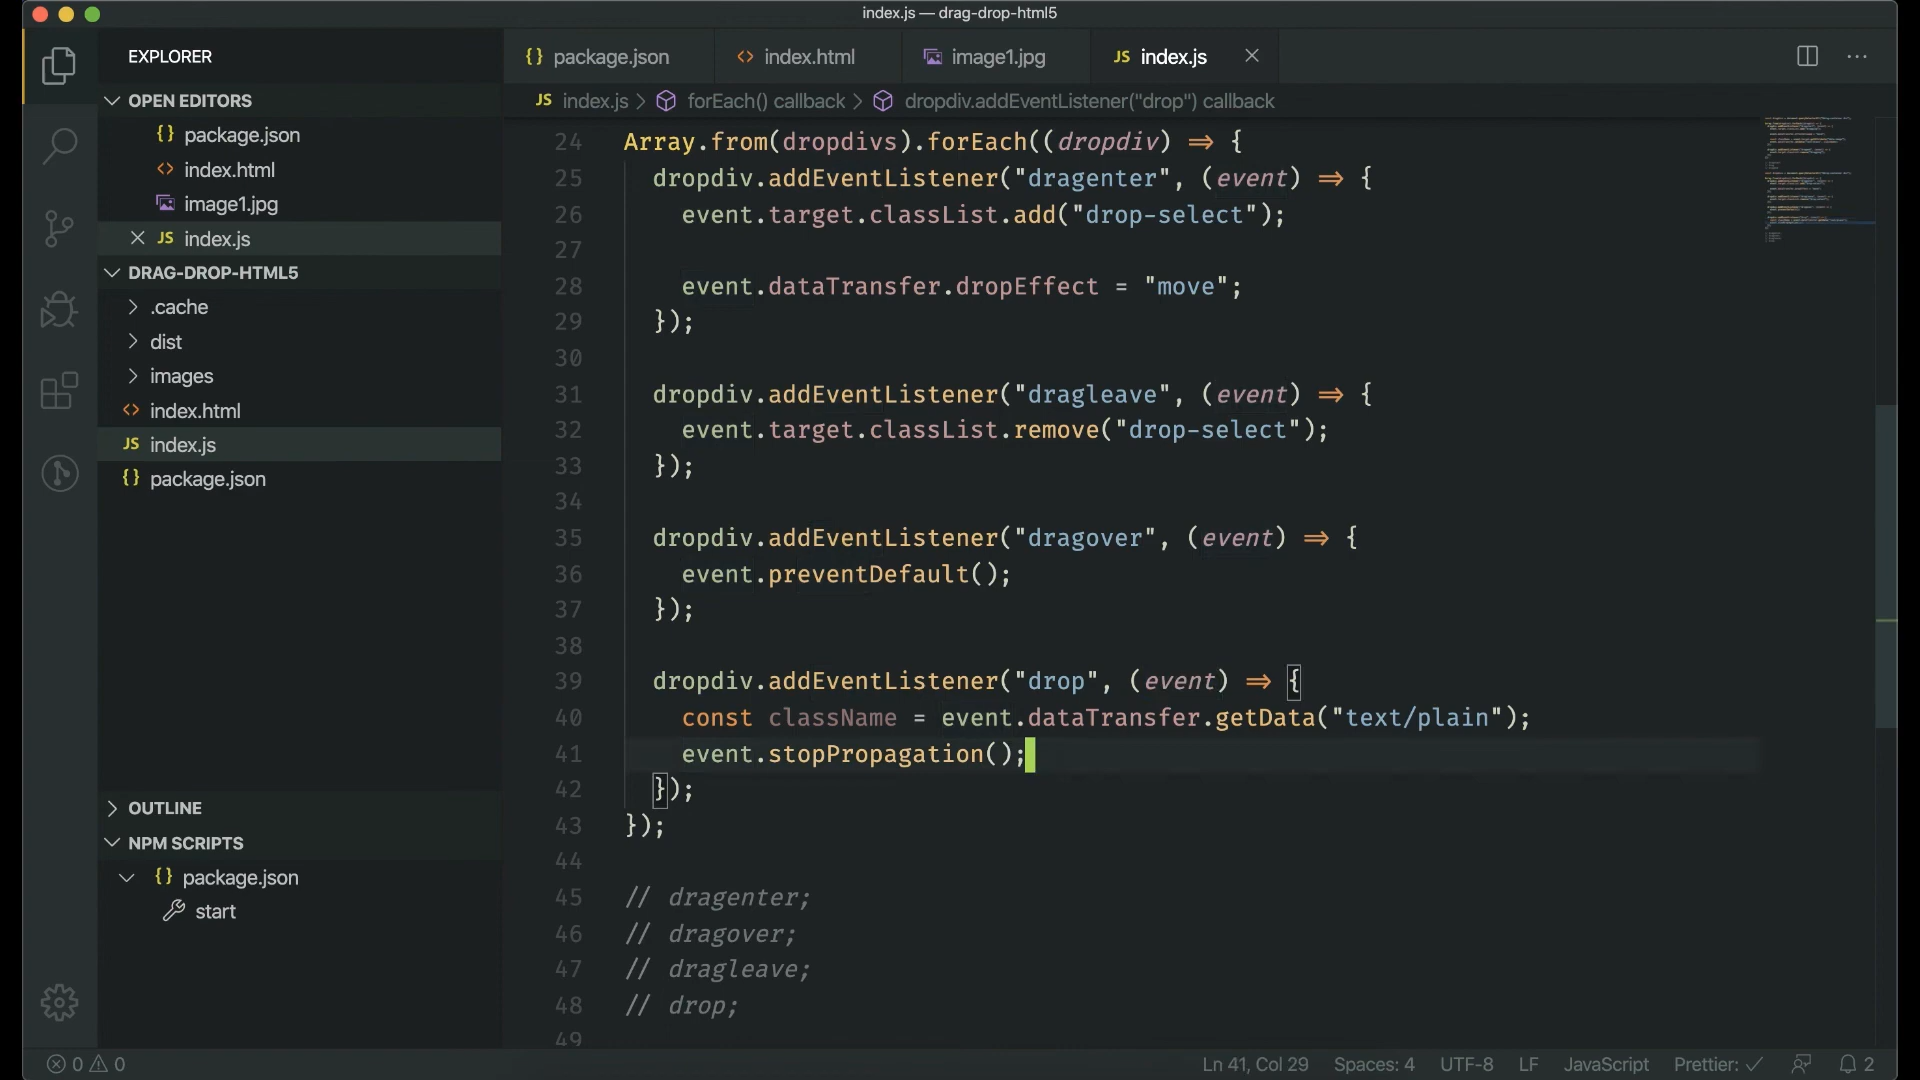 index.js — drag-drop-html5
EXPLORER
OPEN EDITORS
{} package.json
<> index.html
image1.jpg
JS index.js
DRAG-DROP-HTML5
.cache
dist
images
<> index.html
JS index.js
{} package.json
OUTLINE
NPM SCRIPTS
{} package.json
start
{} package.json
<> index.html
image1.jpg
JS index.js
JS index.js > forEach() callback > dropdiv.addEventListener("drop") callback
24 Array.from(dropdivs).forEach((dropdiv) ⇒ {
25 dropdiv.addEventListener("dragenter", (event) ⇒ {
26 event.target.classList.add("drop-select");
27
28 event.dataTransfer.dropEffect = "move";
29 });
30
31 dropdiv.addEventListener("dragleave", (event) ⇒ {
32 event.target.classList.remove("drop-select");
33 });
34
35 dropdiv.addEventListener("dragover", (event) ⇒ {
36 event.preventDefault();
37 });
38
39 dropdiv.addEventListener("drop", (event) ⇒ {
40 const className = event.dataTransfer.getData("text/plain");
41 event.stopPropagation();
42 });
43 });
44
45 // dragenter;
46 // dragover;
47 // dragleave;
48 // drop;
49
0 0
Ln 41, Col 29 Spaces: 4 UTF-8 LF JavaScript Prettier: ✓ 2